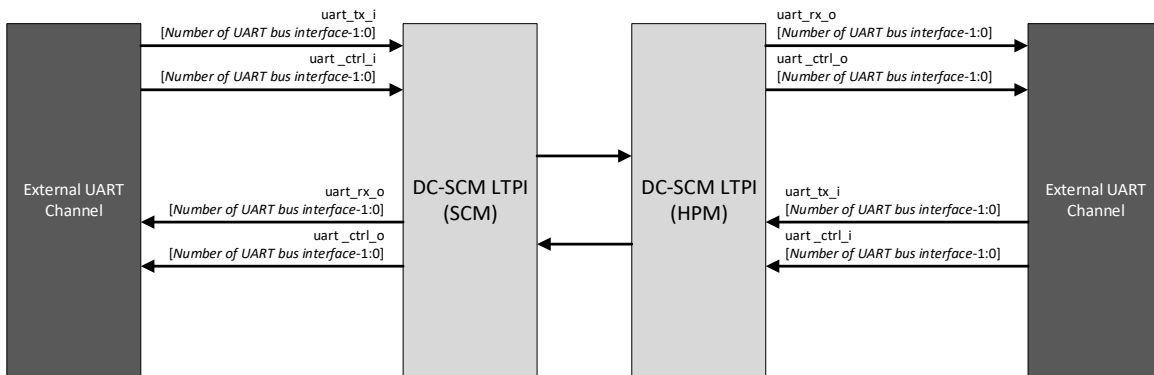 uart_tx_i
[Number of UART bus interface-1:0]
uart _ctrl_i
[Number of UART bus interface-1:0]
uart_rx_o
[Number of UART bus interface-1:0]
uart _ctrl_o
[Number of UART bus interface-1:0]
External UART
Channel
uart_rx_o
[Number of UART bus interface-1:0]
uart _ctrl_o
[Number of UART bus interface-1:0]
DC-SCM LTPI
(SCM)
DC-SCM LTPI
(HPM)
uart_tx_i
[Number of UART bus interface-1:0]
uart _ctrl_i
[Number of UART bus interface-1:0]
External UART
Channel